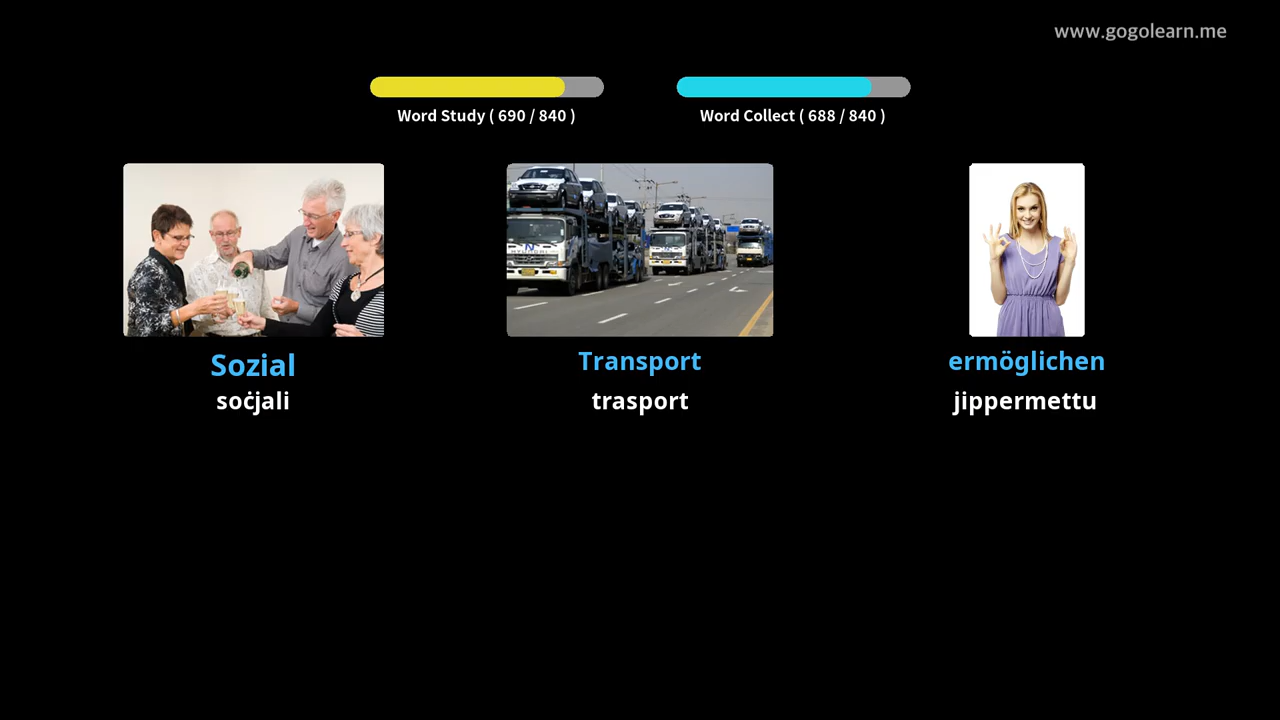 www.gogolearn.me
Word Study ( 690 / 840 )
Word Collect ( 688 / 840 )
Sozial
soċjali
Transport
trasport
ermöglichen
jippermettu